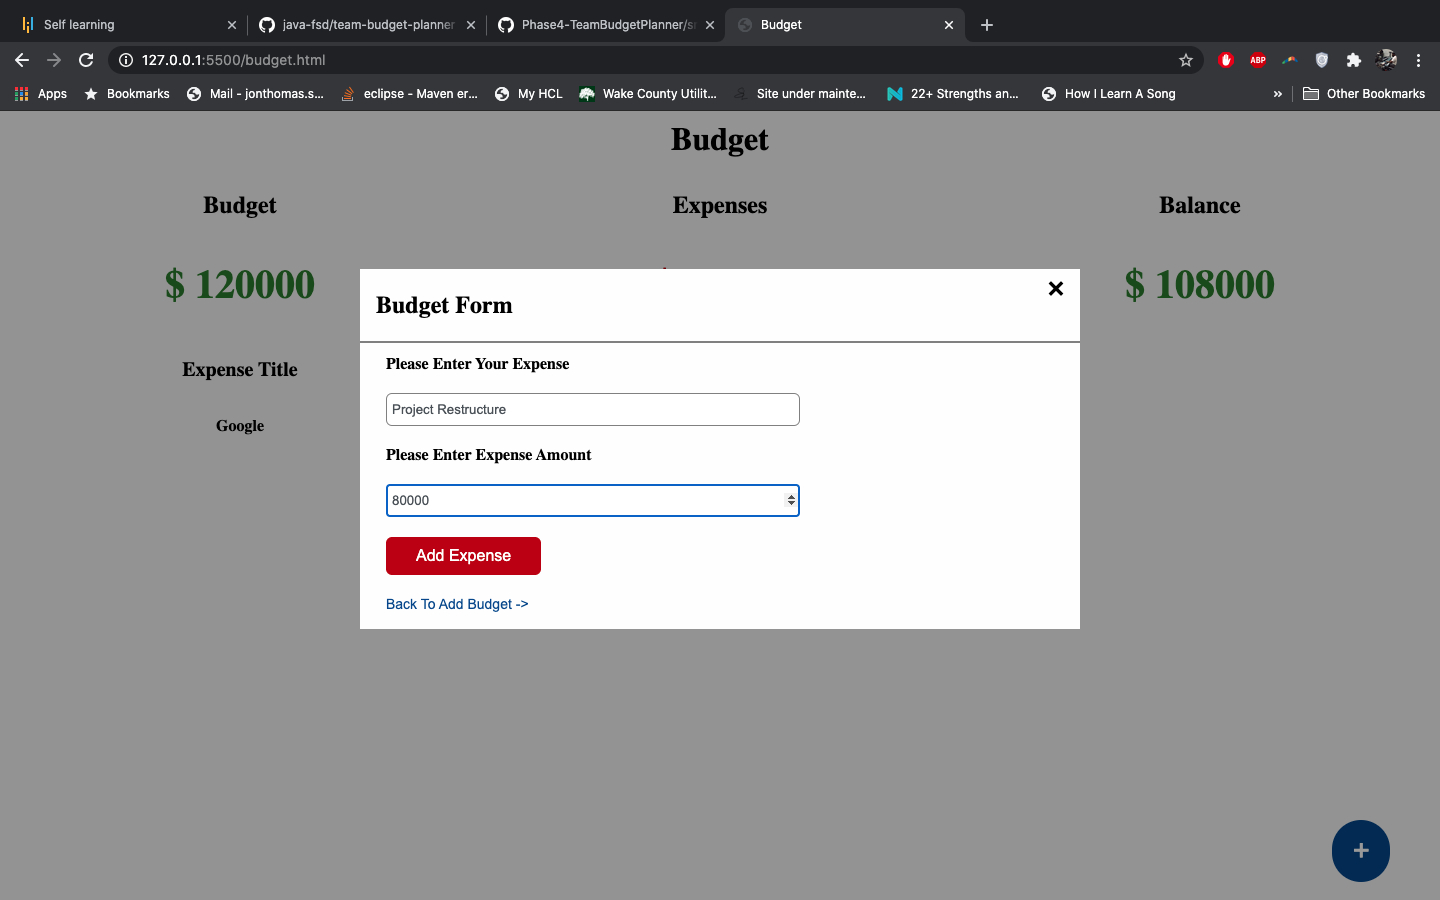 Self learning
java-fsd/team-budget-planner
Phase4-TeamBudgetPlanner/s
Budget
127.0.0.1:5500/budget.html
ABP
Apps
Bookmarks
Mail - jonthomas.s...
eclipse - Maven er...
My HCL
Wake County Utilit...
Site under mainte...
22+ Strengths an...
How I Learn A Song
»
Other Bookmarks
Budget
Budget
Expenses
Balance
$ 120000
$ 108000
Expense Title
Google
Budget Form
Please Enter Your Expense
Project Restructure
Please Enter Expense Amount
80000
Add Expense
Back To Add Budget ->